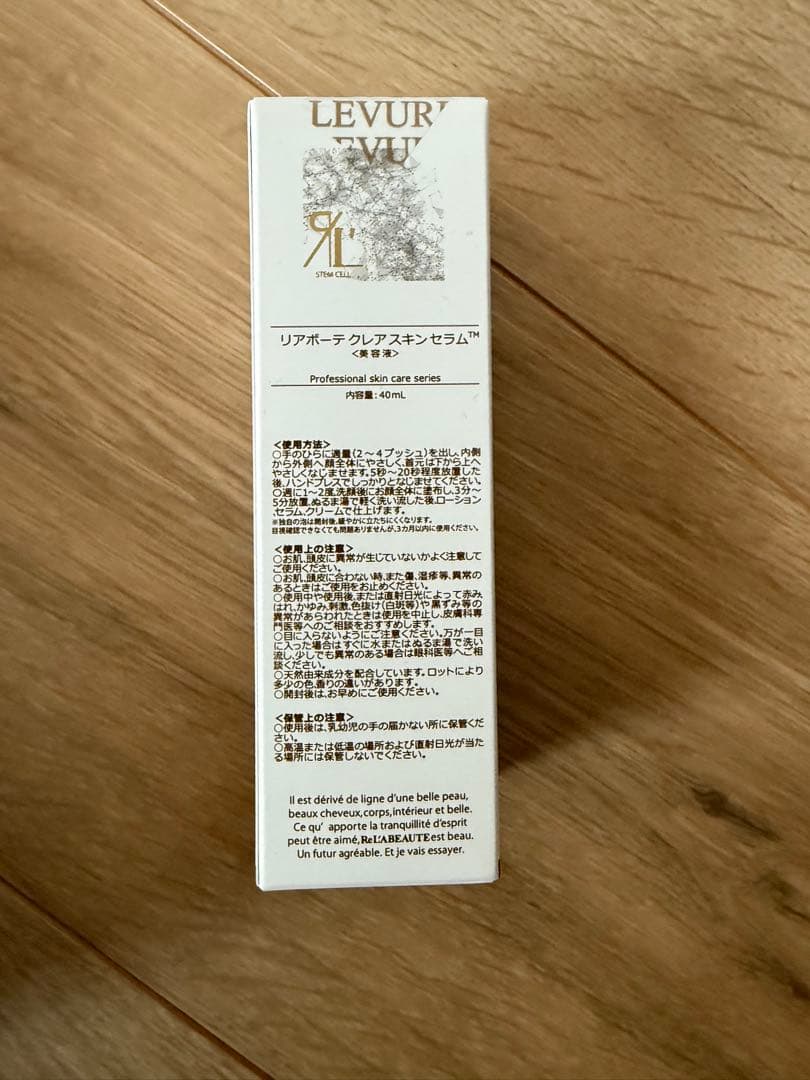 LEVUR
EVU
R/L'
STEM CELL
リアボーテ クレアスキンセラム™
<美容液>
Professional skin care series
内容量:40mL
<使用方法>
○手のひらに適量(2~4プッシュ)を出し、内側
から外側へ顔全体にやさしく、首元は下から上へ
やさしくなじませます。5秒~20秒程度放置した
後、ハンドプレスでしっかりとなじませてください。
○週に1~2度、洗顔後にお顔全体に塗布し、3分~
5分放置。ぬるま湯で軽く洗い流した後、ローション
、セラム、クリームで仕上げます。
※独自の泡は開封後、緩やかに立ちにくくなります。
目視確認できなくても問題ありませんが、3カ月以内に使用ください。
<使用上の注意>
○お肌、頭皮に異常が生じていないかよく注意して
ご使用ください。
○お肌、頭皮に合わない時、また傷、湿疹等、異常の
あるときはご使用をお止めください。
○使用中や使用後、または直射日光によって赤み、
はれ、かゆみ、刺激、色抜け(白斑等)や黒ずみ等の
異常があらわれたときは使用を中止し、皮膚科専
門医等へのご相談をおすすめします。
○目に入らないようにご注意ください。万が一目
に入った場合はすぐに水またはぬるま湯で洗い
流し、少しでも異常のある場合は眼科医等へご相
談ください。
○天然由来成分を配合しています。ロットにより
多少の色、香りの違いがあります。
○開封後は、お早めにご使用ください。
<保管上の注意>
○使用後は、乳幼児の手の届かない所に保管くだ
さい。
○高温または低温の場所および直射日光が当た
る場所には保管しないでください。
Il est dérivé de ligne d'une belle peau,
beaux cheveux,corps,intérieur et belle.
Ce qu' apporte la tranquillité d'esprit
peut être aimé,ReL'ABEAUTEest beau.
Un futur agréable. Et je vais essayer.